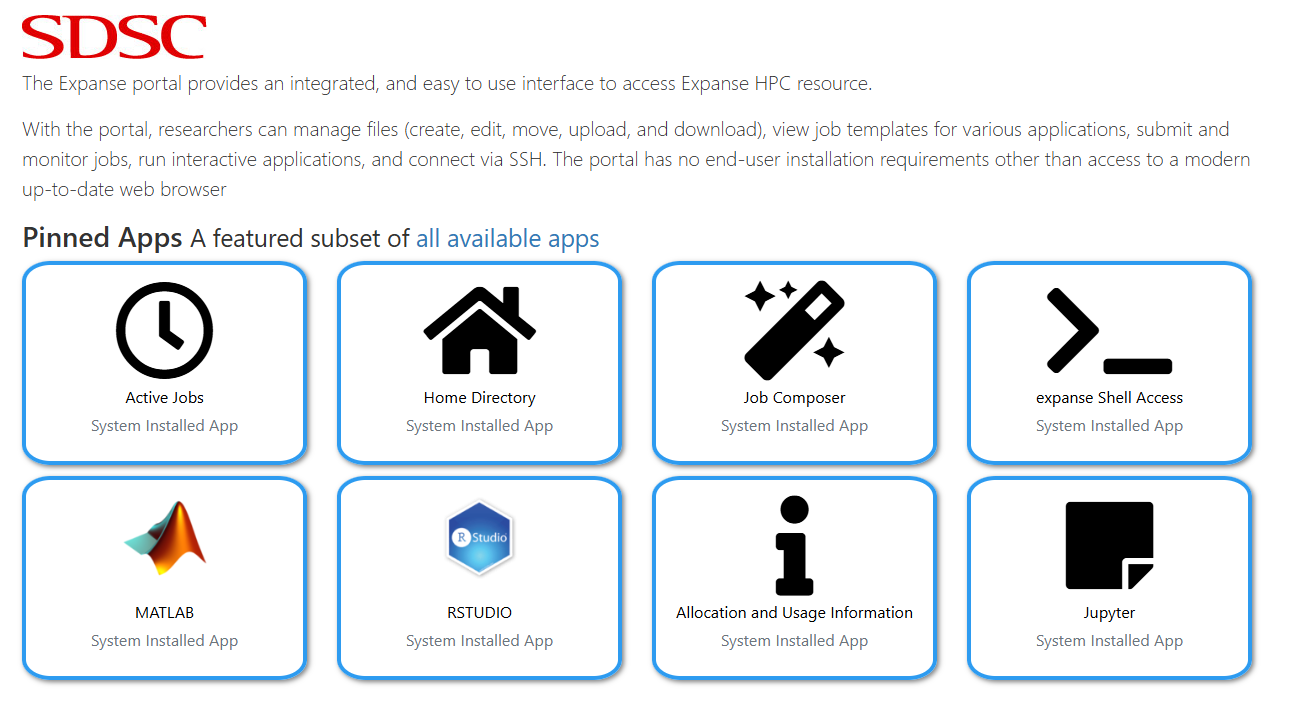 SDSC
The Expanse portal provides an integrated, and easy to use interface to access Expanse HPC resource.
With the portal, researchers can manage files (create, edit, move, upload, and download), view job templates for various applications, submit and
monitor jobs, run interactive applications, and connect via SSH. The portal has no end-user installation requirements other than access to a modern
up-to-date web browser
Pinned Apps A featured subset of all available apps
Active Jobs
System Installed App
Home Directory
System Installed App
Job Composer
System Installed App
expanse Shell Access
System Installed App
MATLAB
System Installed App
R Studio
RSTUDIO
System Installed App
Allocation and Usage Information
System Installed App
Jupyter
System Installed App